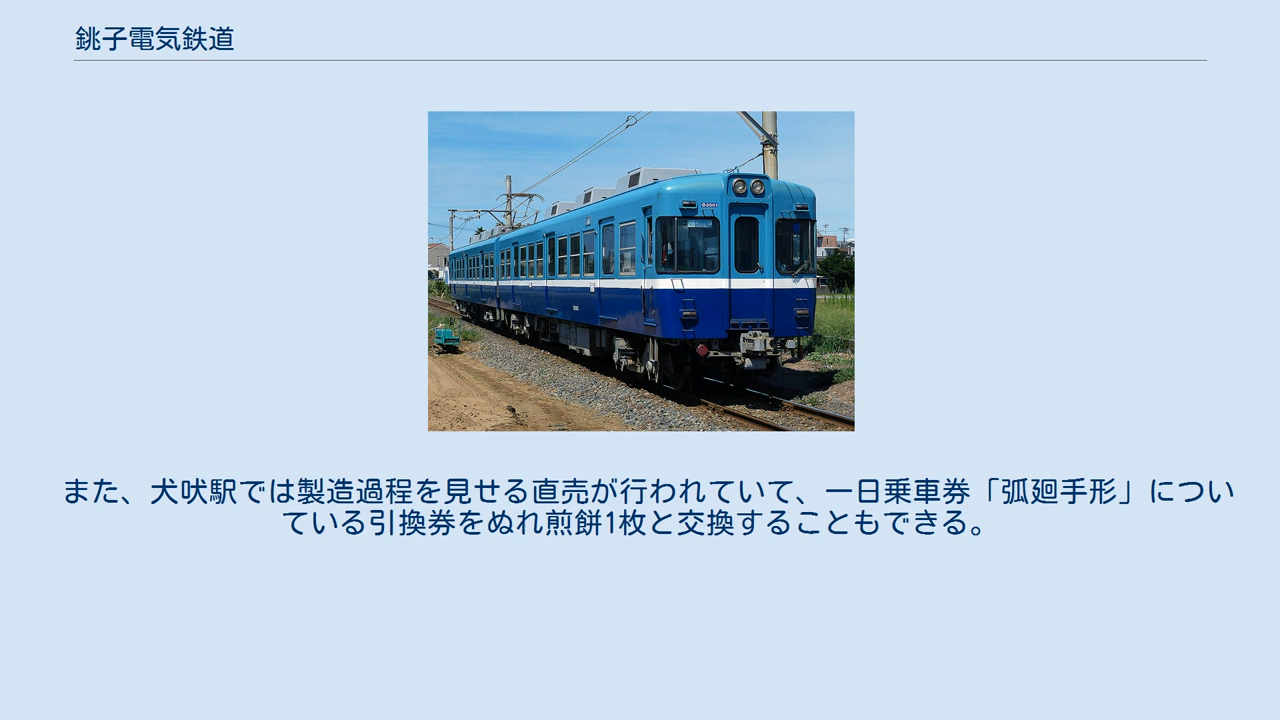 銚子電気鉄道
また、犬吠駅では製造過程を見せる直売が行われていて、一日乗車券「弧廻手形」につい
ている引換券をぬれ煎餅1枚と交換することもできる。